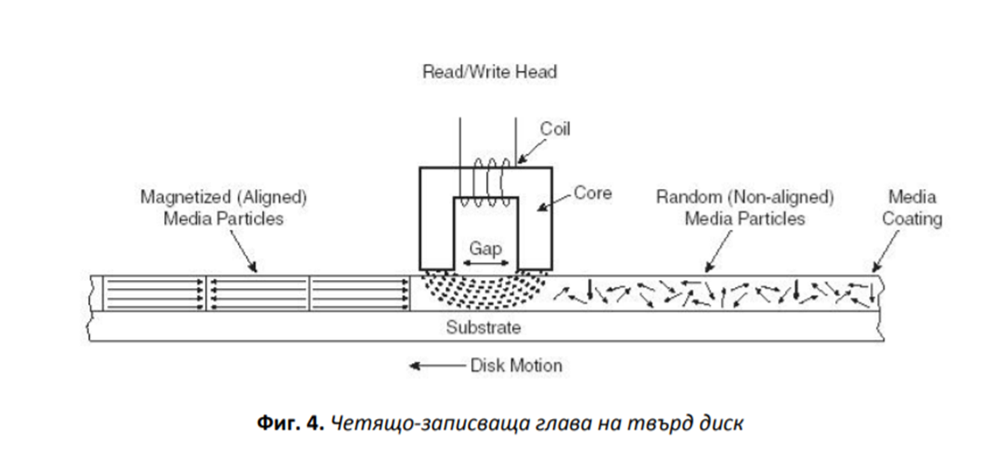 Read/Write Head
Coil
Magnetized (Aligned)
Media Particles
Core
Random (Non-aligned)
Media Particles
Media
Coating
Gap
Substrate
Disk Motion
Фиг. 4. Четящо-записваща глава на твърд диск